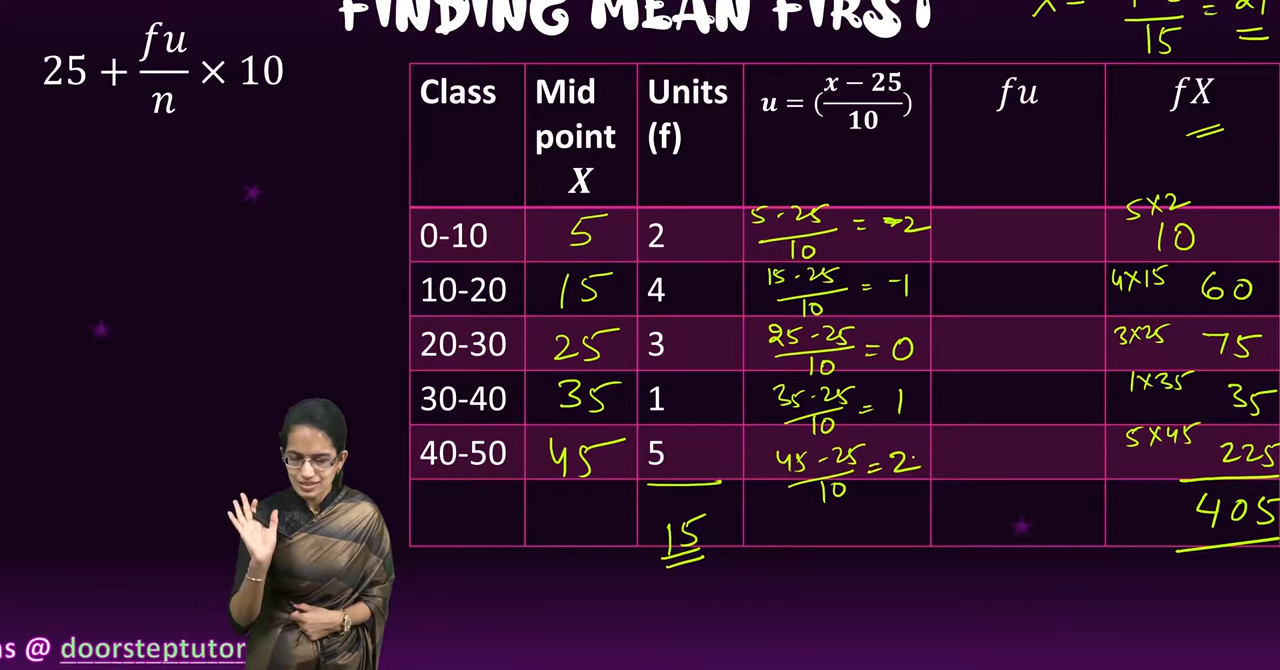 FINDING MEAN FIRST
25 + fu/n × 10
15 =
Class | Mid point X | Units (f) | u = (x − 25/10) | fu | fX
0-10 | 5 | 2 | 5-25/10 = -2 | | 5×2 10
10-20 | 15 | 4 | 15-25/10 = -1 | | 4×15 60
20-30 | 25 | 3 | 25-25/10 = 0 | | 3×25 75
30-40 | 35 | 1 | 35-25/10 = 1 | | 1×35 35
40-50 | 45 | 5 | 45-25/10 = 2 | | 5×45 225
15 | 405
@ doorsteptutor